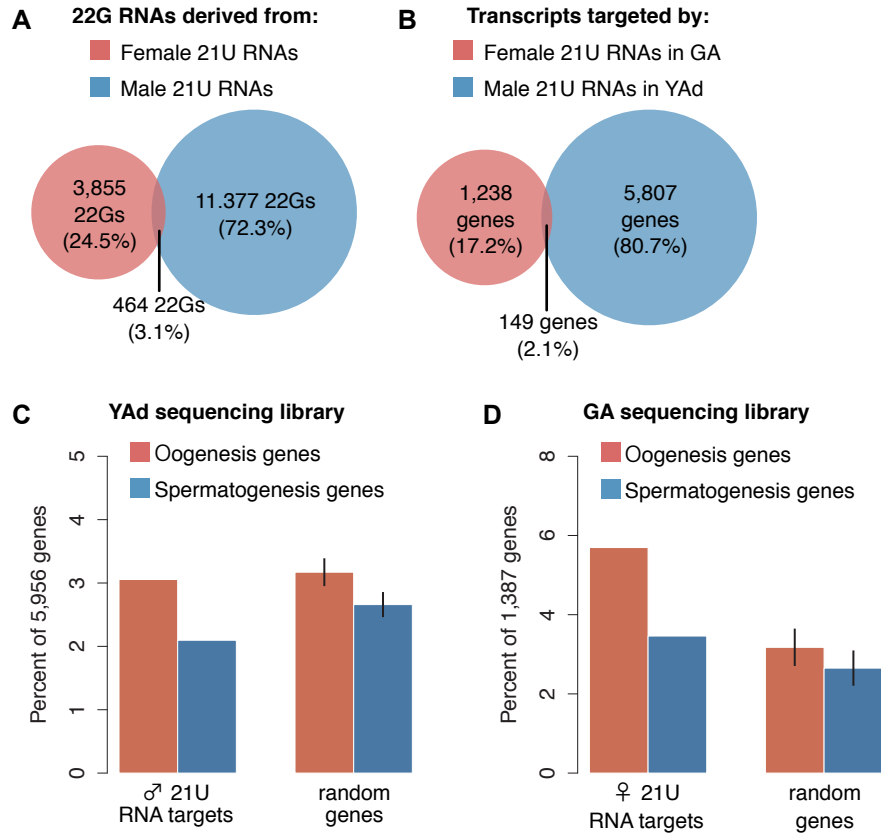 A
22G RNAs derived from:
Female 21U RNAs
Male 21U RNAs
3,855
22Gs
(24.5%)
11.377 22Gs
(72.3%)
464 22Gs
(3.1%)
B
Transcripts targeted by:
Female 21U RNAs in GA
Male 21U RNAs in YAd
1,238
genes
(17.2%)
5,807
genes
(80.7%)
149 genes
(2.1%)
C
YAd sequencing library
Oogenesis genes
Spermatogenesis genes
Percent of 5,956 genes
5
4
3
2
1
0
♂ 21U
RNA targets
random
genes
D
GA sequencing library
Oogenesis genes
Spermatogenesis genes
Percent of 1,387 genes
8
6
4
2
0
♀ 21U
RNA targets
random
genes